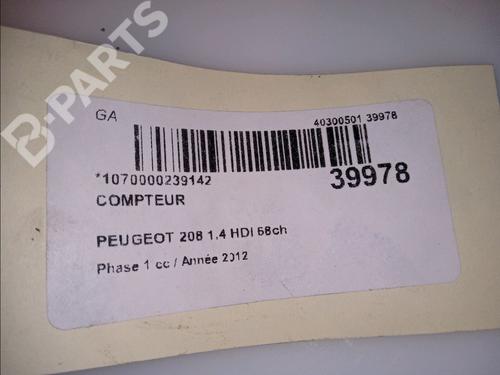 B-PARTS
GA 40300501 39978
*1070000239142 39978
COMPTEUR
PEUGEOT 208 1.4 HDI 68ch
Phase 1 cc / Année 2012